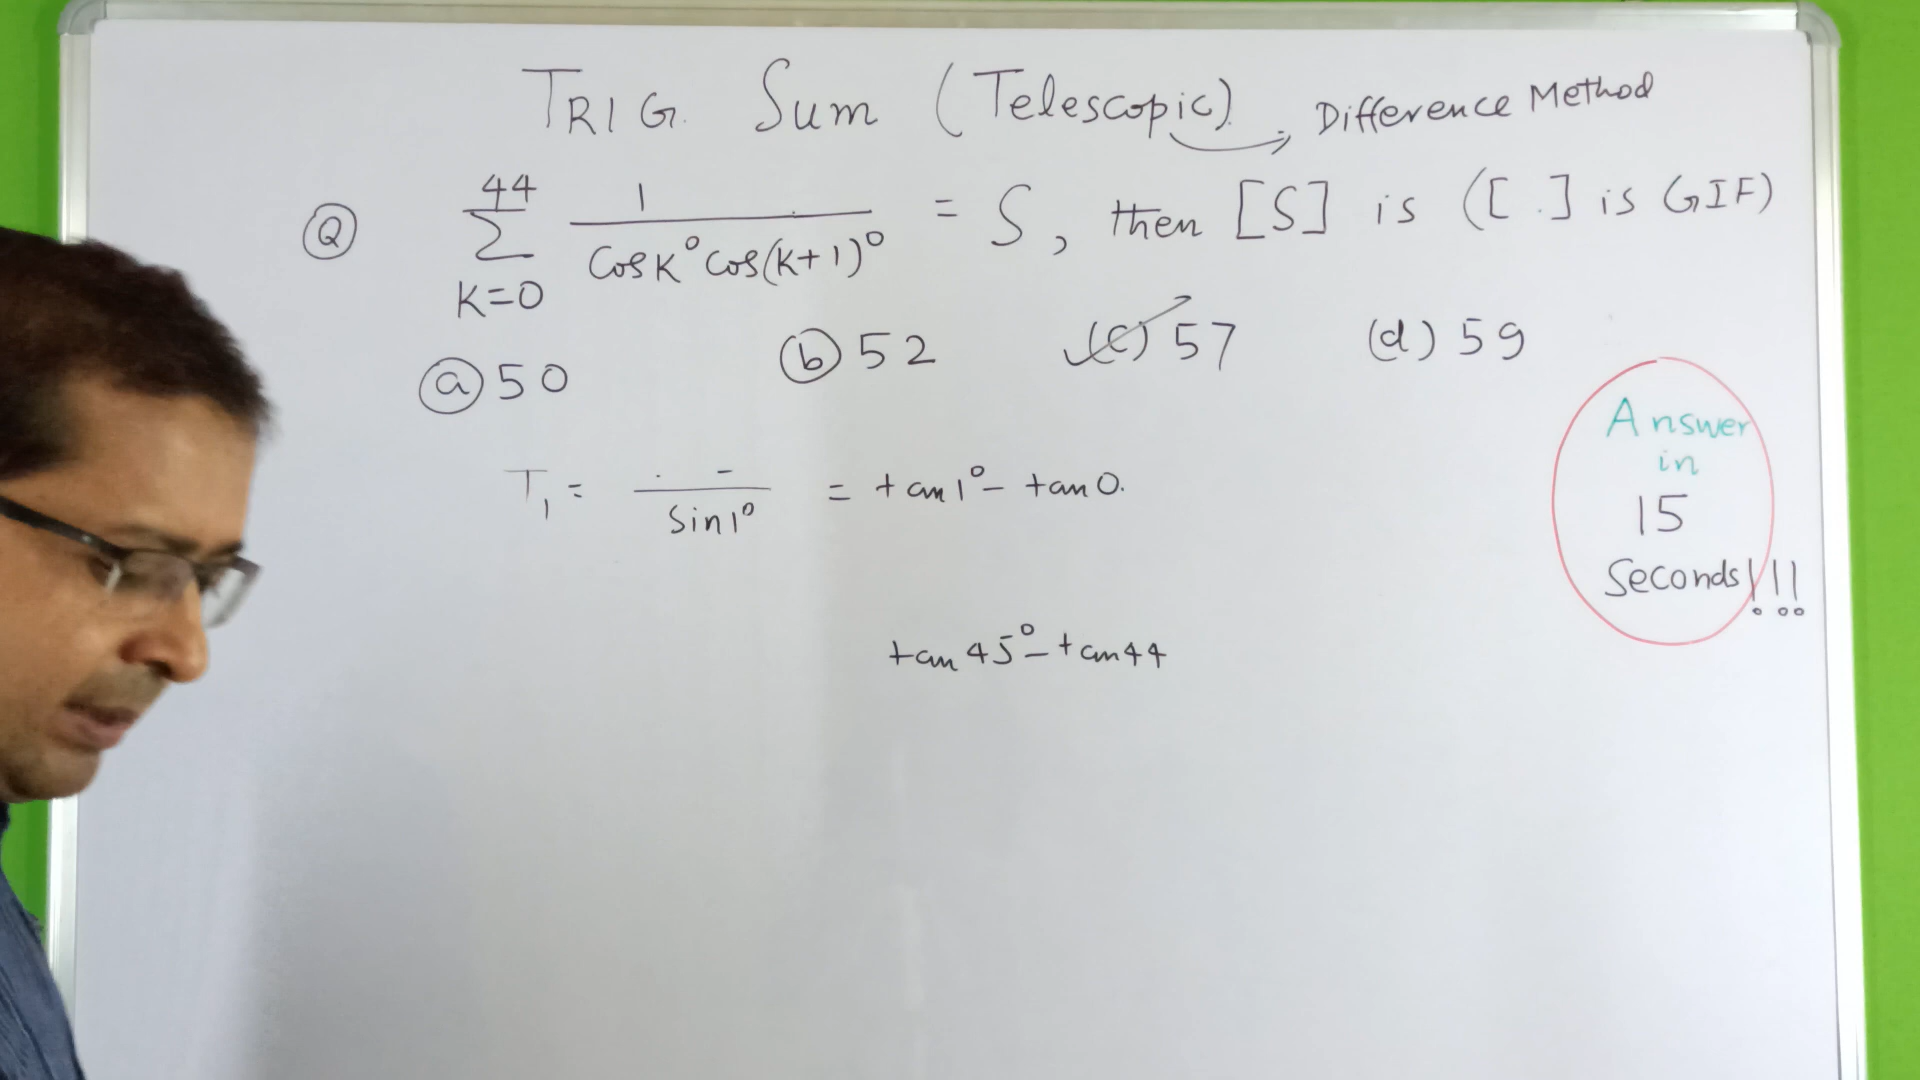 TRIG. Sum (Telescopic) → Difference Method
Q 44 ∑ K=0 1 / Cos K° Cos(K+1)° = S, then [S] is ([.] is GIF)
(a) 50 (b) 52 ✓(c) 57 (d) 59
Answer
in
15
Seconds!!!
T₁ = . - / Sin1° = tan1° - tan0.
tan45° - tan44